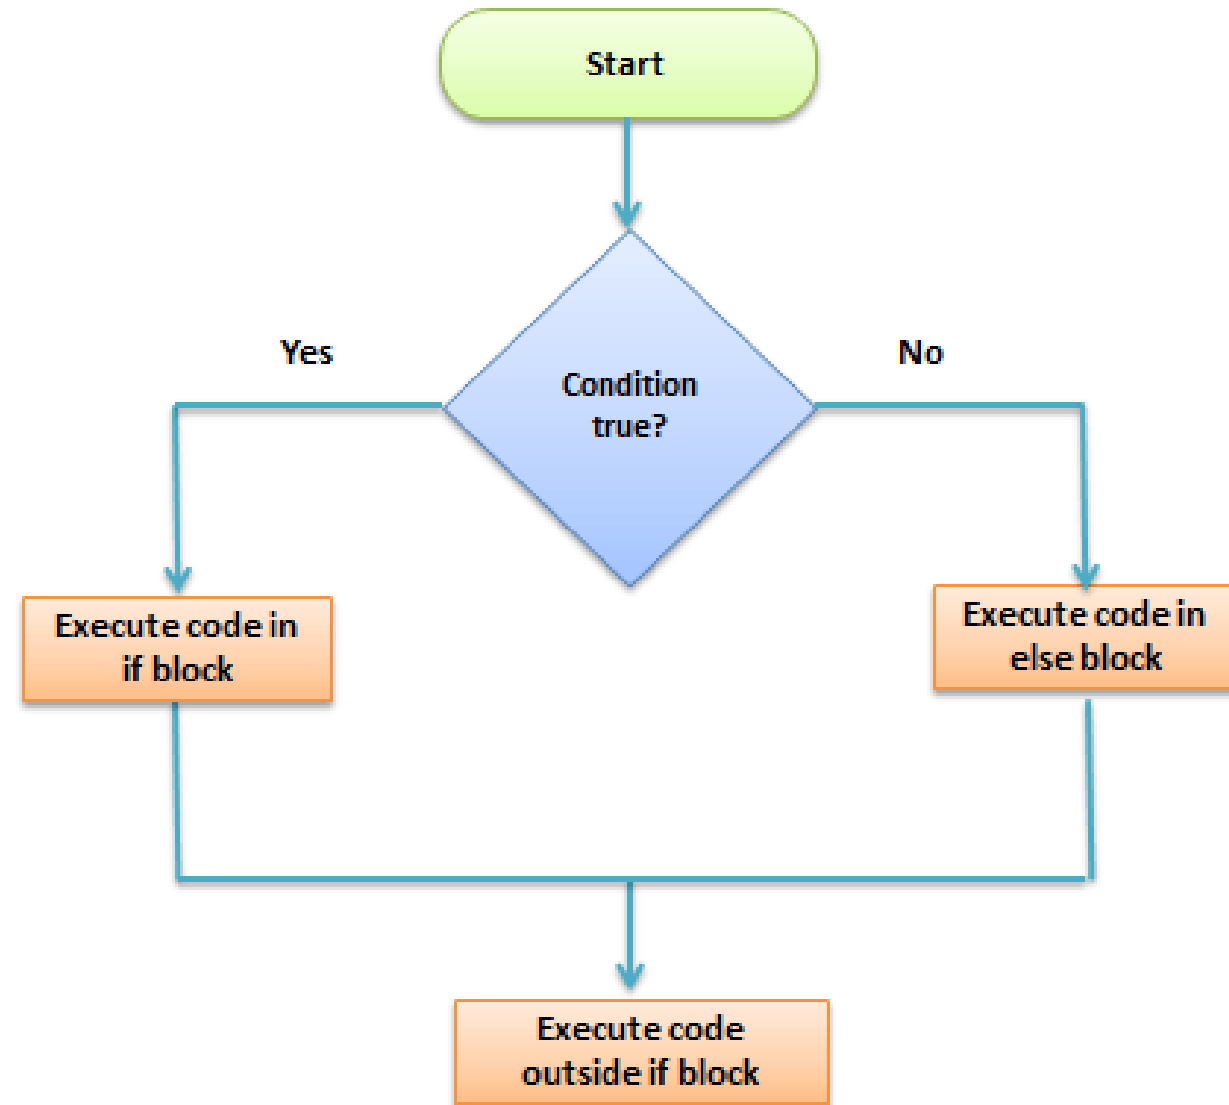 Start
Yes
No
Condition
true?
Execute code in
if block
Execute code in
else block
Execute code
outside if block